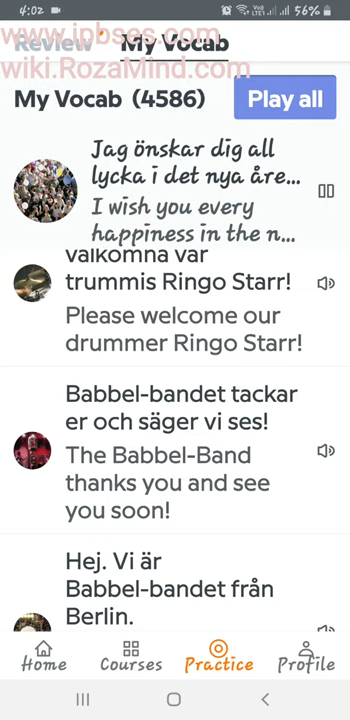 4:02 56%
www.ipbses.com
Review My Vocab
wiki.RozaMind.com
My Vocab (4586) Play all
Jag önskar dig all
lycka i det nya åre...
I wish you every
happiness in the n...
välkomna vår
trummis Ringo Starr!
Please welcome our
drummer Ringo Starr!
Babbel-bandet tackar
er och säger vi ses!
The Babbel-Band
thanks you and see
you soon!
Hej. Vi är
Babbel-bandet från
Berlin.
Home Courses Practice Profile